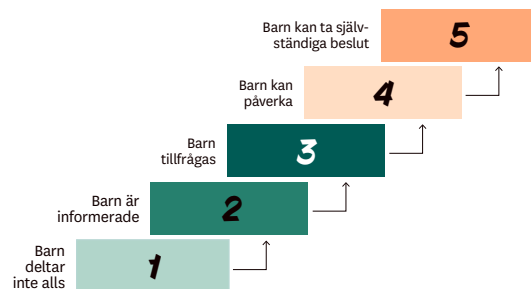 Barn kan ta själv-
ständiga beslut
5
Barn kan
påverka
4
Barn
tillfrågas
3
Barn är
informerade
2
Barn
deltar
inte alls
1